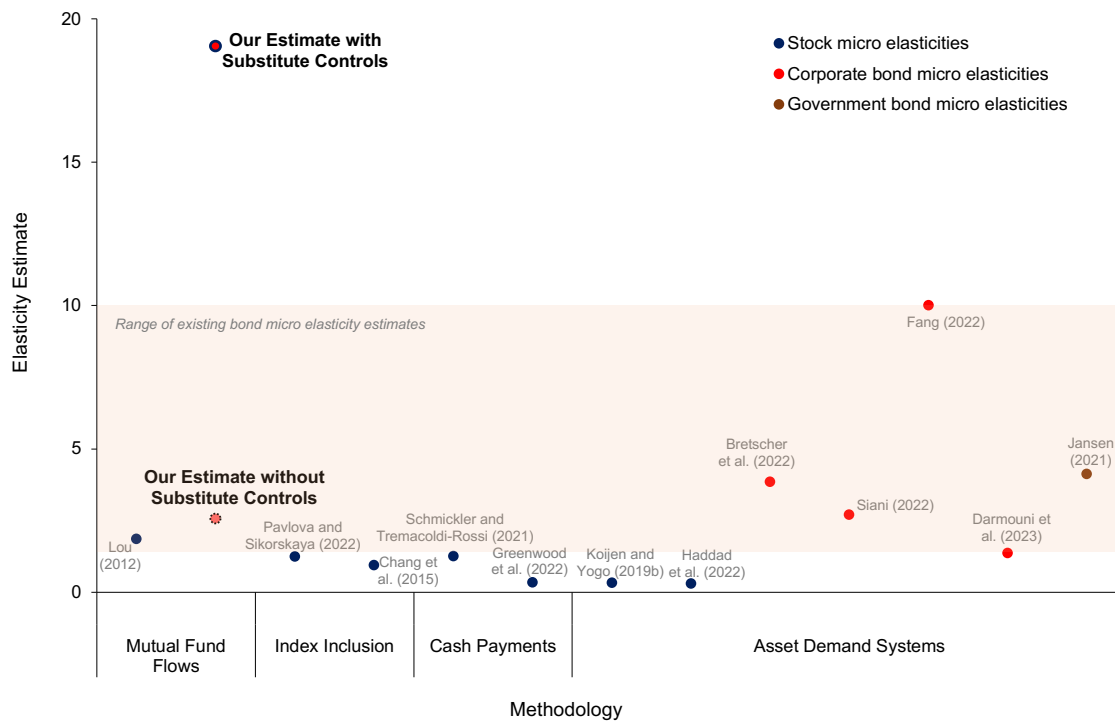 20
15
10
5
0
Elasticity Estimate
Our Estimate with
Substitute Controls
Stock micro elasticities
Corporate bond micro elasticities
Government bond micro elasticities
Range of existing bond micro elasticity estimates
Fang (2022)
Bretscher
et al. (2022)
Jansen
(2021)
Our Estimate without
Substitute Controls
Siani (2022)
Lou
(2012)
Pavlova and
Sikorskaya (2022)
Chang et
al. (2015)
Schmickler and
Tremacoldi-Rossi (2021)
Greenwood
et al. (2022)
Koijen and
Yogo (2019b)
Haddad
et al. (2022)
Darmouni et
al. (2023)
Mutual Fund
Flows
Index Inclusion
Cash Payments
Asset Demand Systems
Methodology